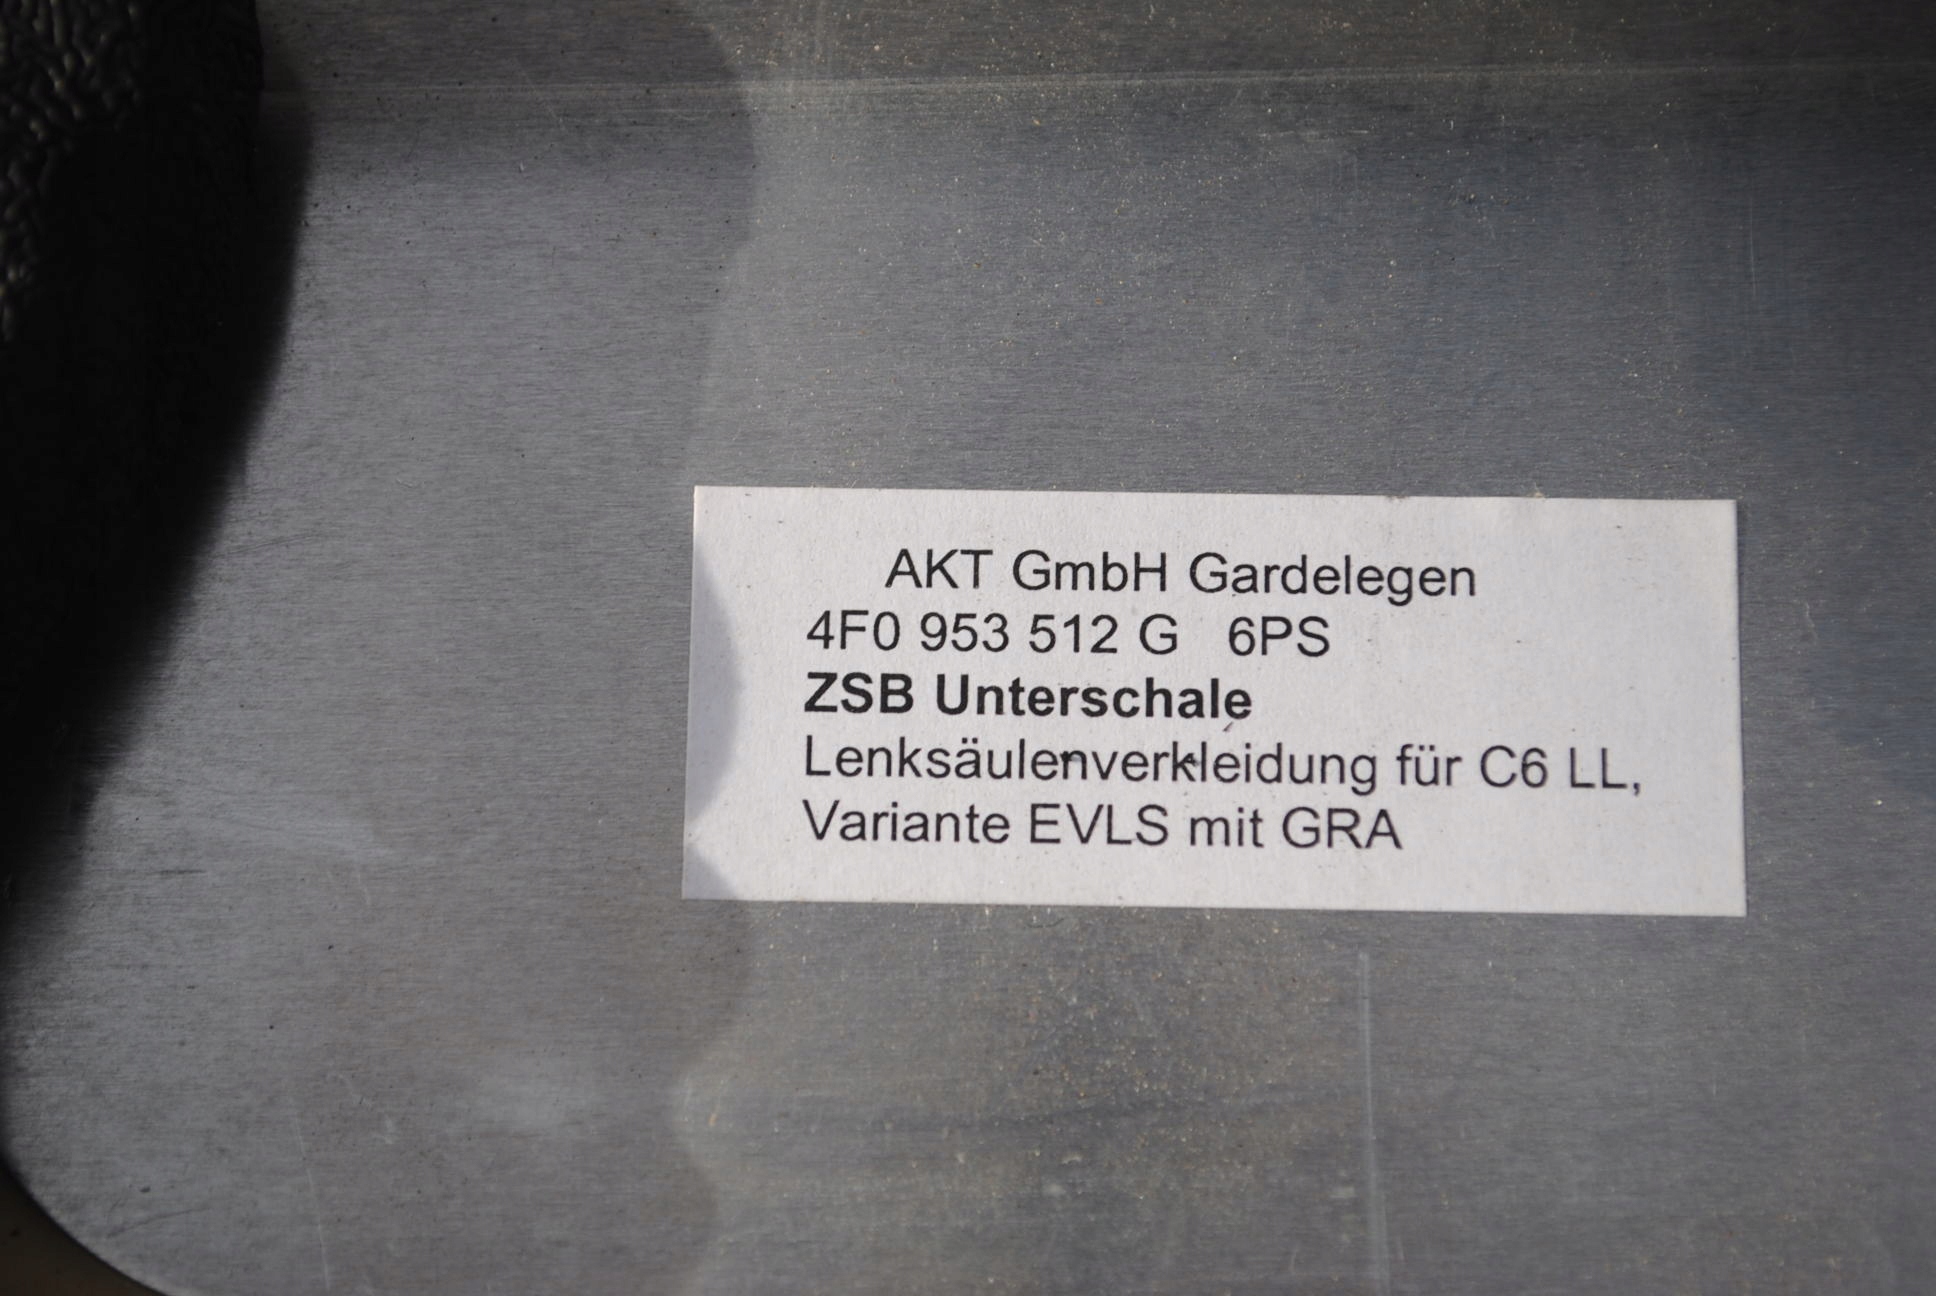 AKT GmbH Gardelegen
4F0 953 512 G 6PS
ZSB Unterschale
Lenksäulenverkleidung für C6 LL,
Variante EVLS mit GRA